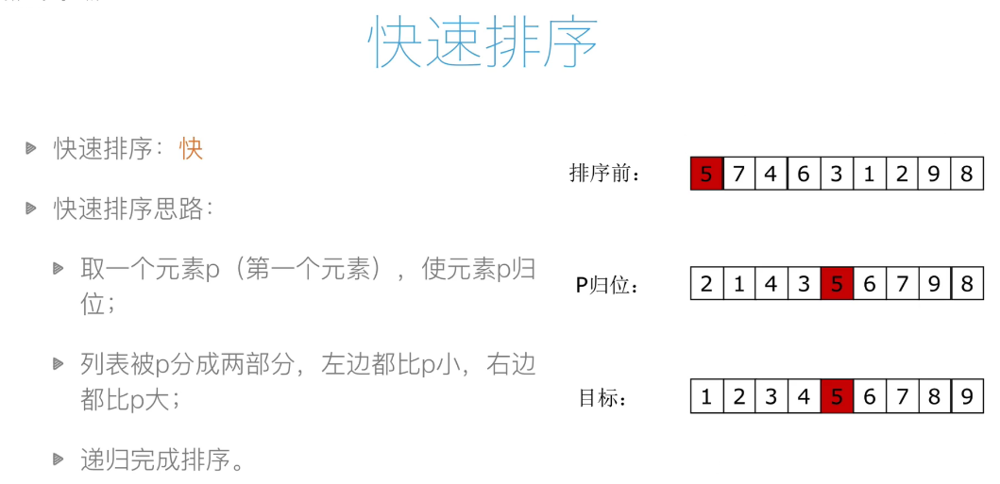 快速排序
快速排序：快
快速排序思路：
取一个元素p（第一个元素），使元素p归
位；
列表被p分成两部分，左边都比p小，右边
都比p大；
递归完成排序。
排序前： 5 7 4 6 3 1 2 9 8
P归位： 2 1 4 3 5 6 7 9 8
目标： 1 2 3 4 5 6 7 8 9